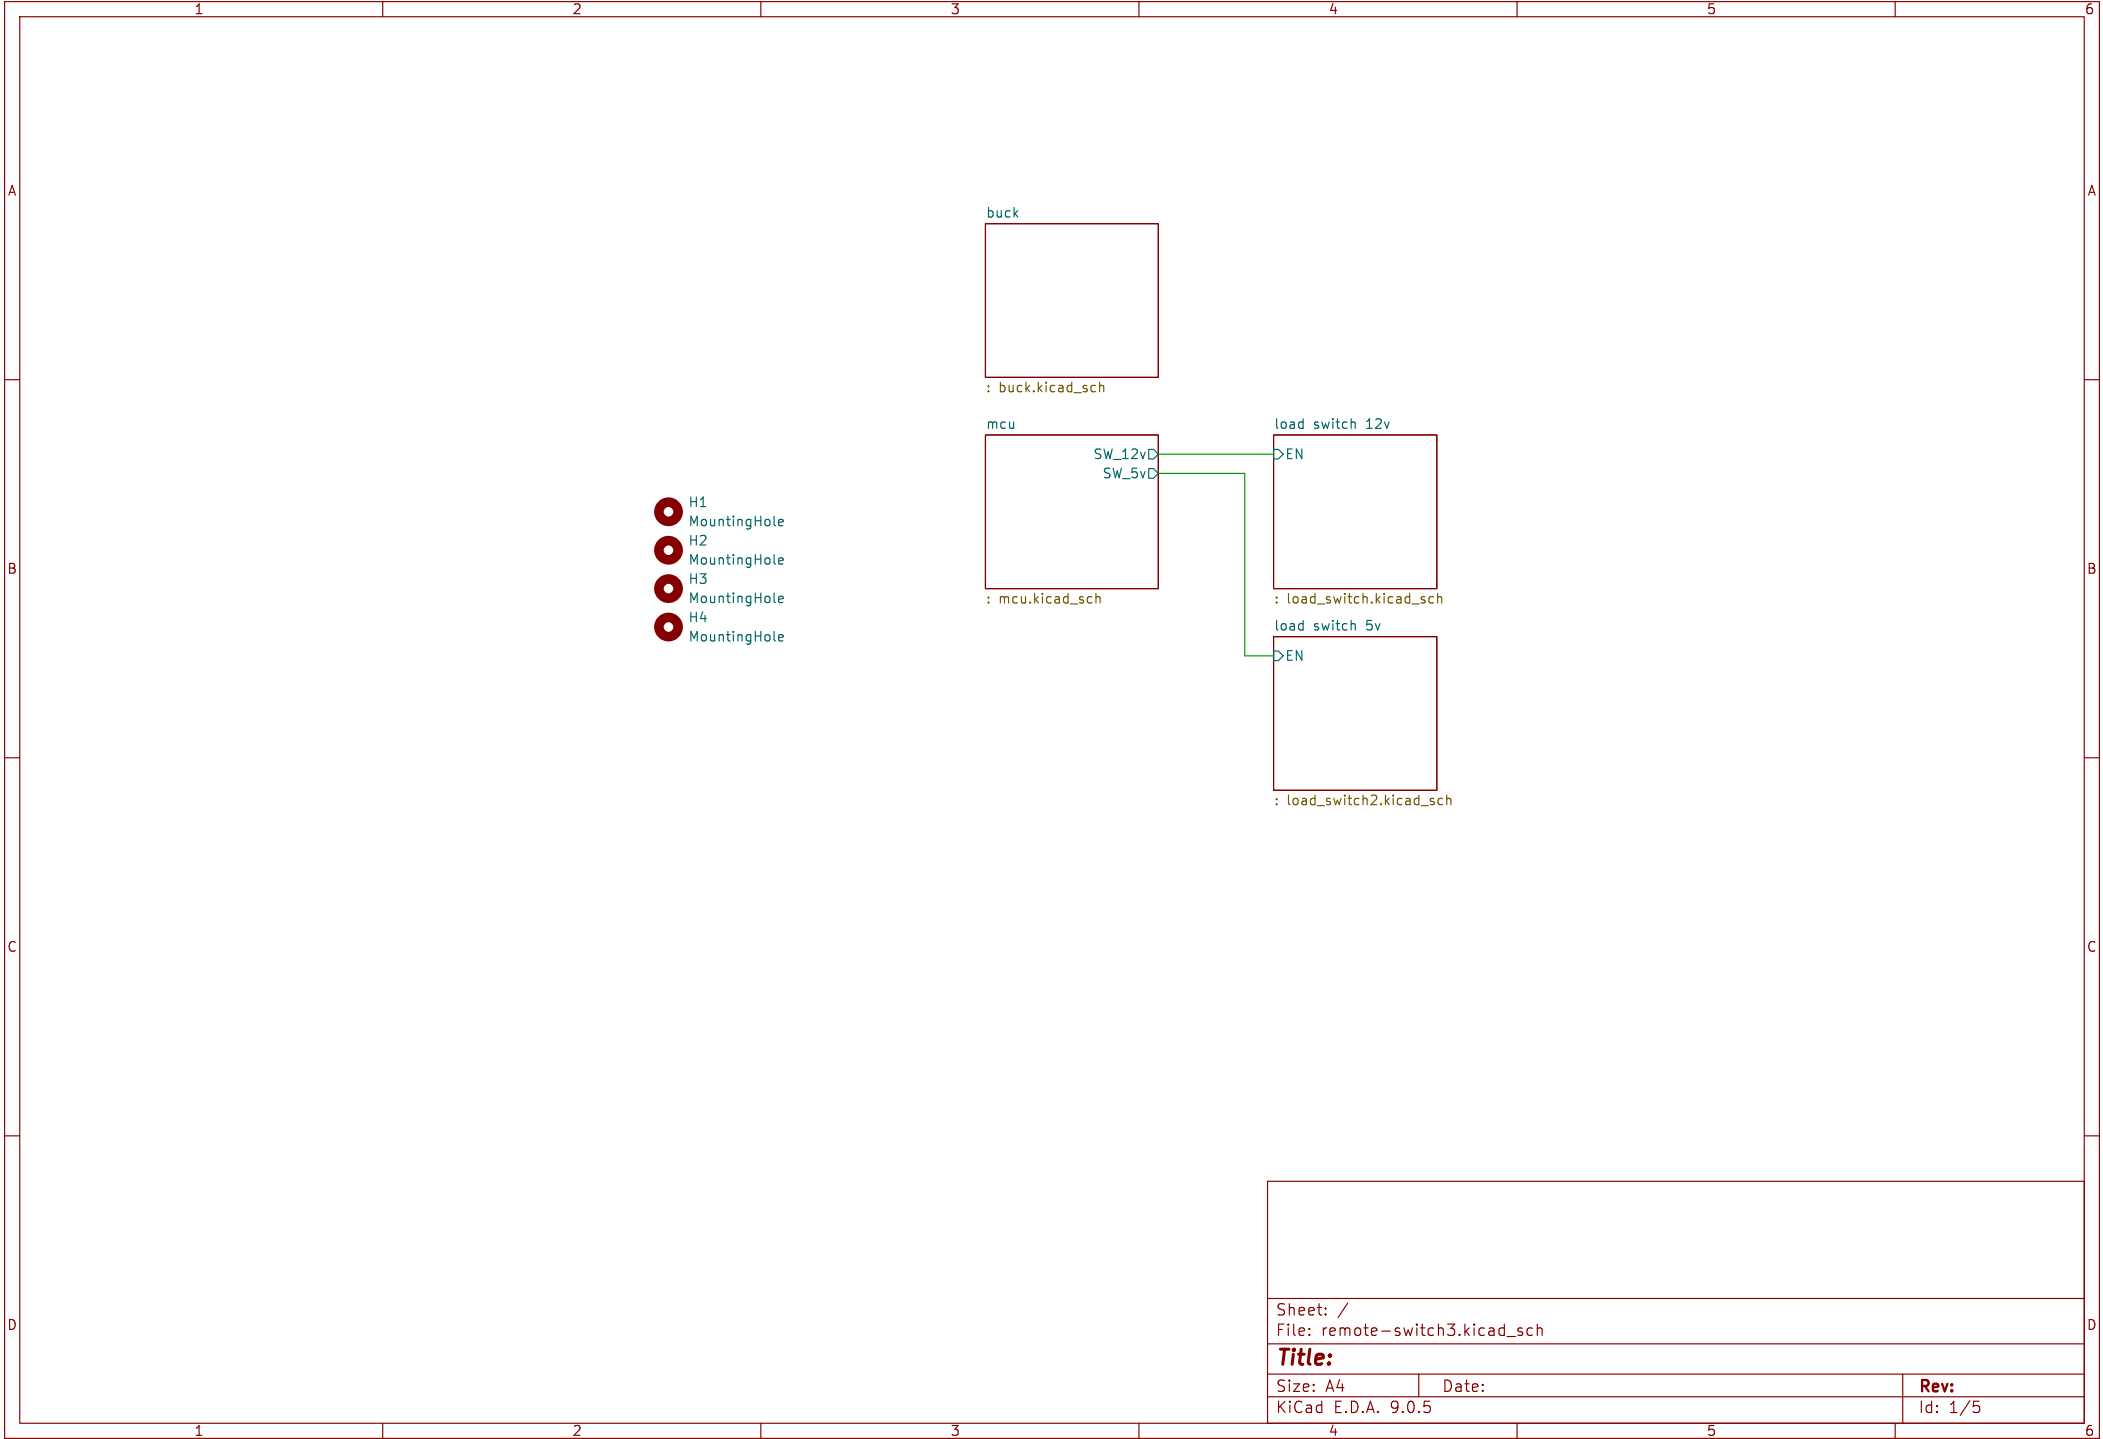 1 2 3 4 5 6
A A
buck
: buck.kicad_sch
mcu
SW_12v
SW_5v
: mcu.kicad_sch
load switch 12v
EN
: load_switch.kicad_sch
H1
MountingHole
H2
MountingHole
H3
MountingHole
H4
MountingHole
B B
load switch 5v
EN
: load_switch2.kicad_sch
C C
D D
Sheet: /
File: remote-switch3.kicad_sch
Title:
Size: A4 Date: Rev:
KiCad E.D.A. 9.0.5 Id: 1/5
1 2 3 4 5 6